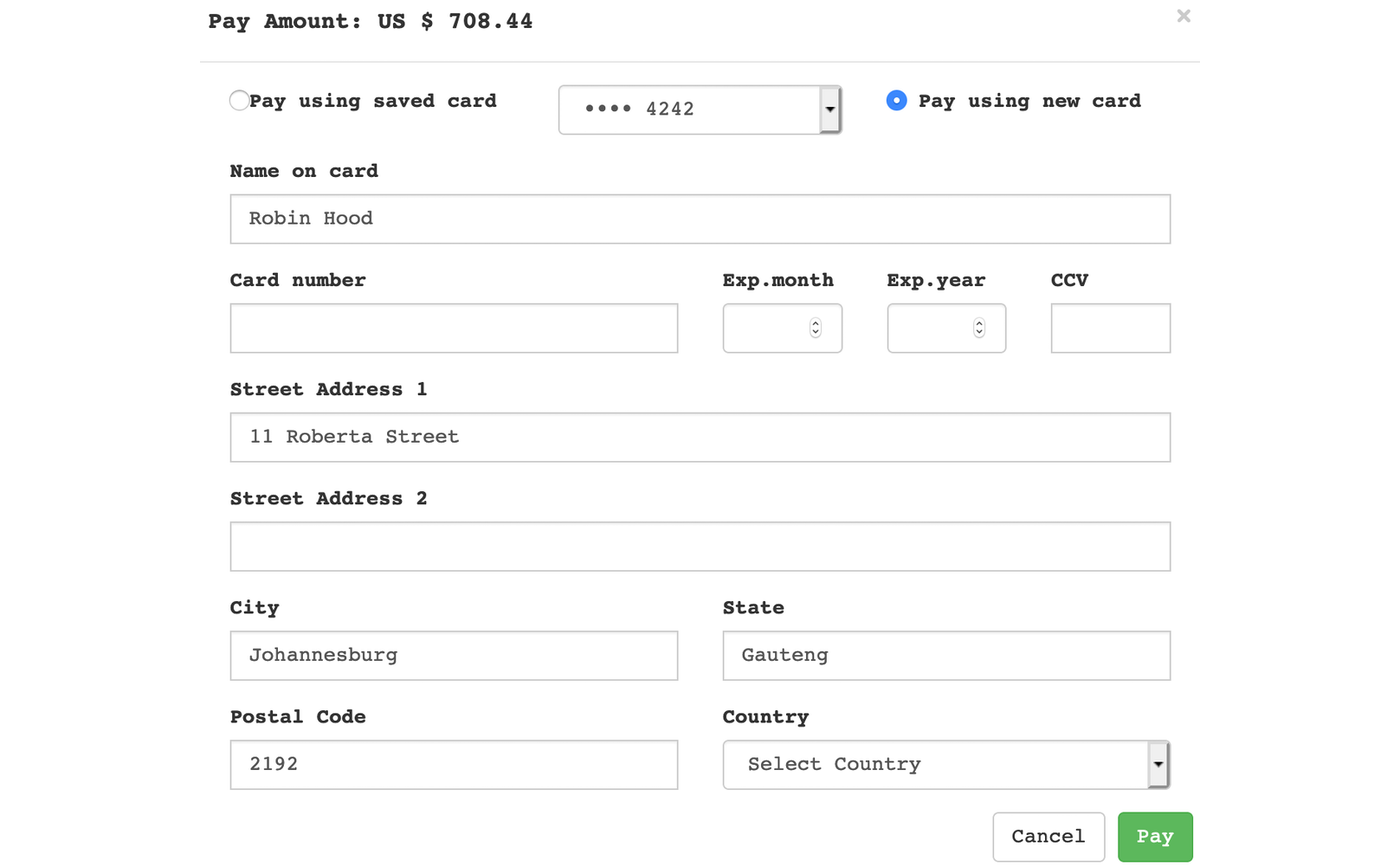 Pay Amount: US $ 708.44 ×
Pay using saved card •••• 4242 Pay using new card
Name on card
Robin Hood
Card number Exp.month Exp.year CCV
Street Address 1
11 Roberta Street
Street Address 2
City State
Johannesburg Gauteng
Postal Code Country
2192 Select Country
Cancel Pay